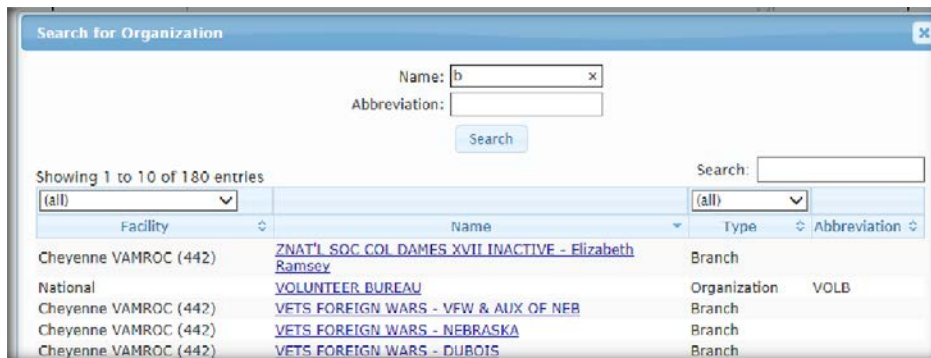 Search for Organization
Name: b
Abbreviation:
Search
Showing 1 to 10 of 180 entries
Search:
(all) (all)
Facility Name Type Abbreviation
Cheyenne VAMROC (442) ZNAT'L SOC COL DAMES XVII INACTIVE - Elizabeth Ramsey Branch
National VOLUNTEER BUREAU Organization VOLB
Cheyenne VAMROC (442) VETS FOREIGN WARS - VFW & AUX OF NEB Branch
Cheyenne VAMROC (442) VETS FOREIGN WARS - NEBRASKA Branch
Cheyenne VAMROC (442) VETS FOREIGN WARS - DUBOIS Branch